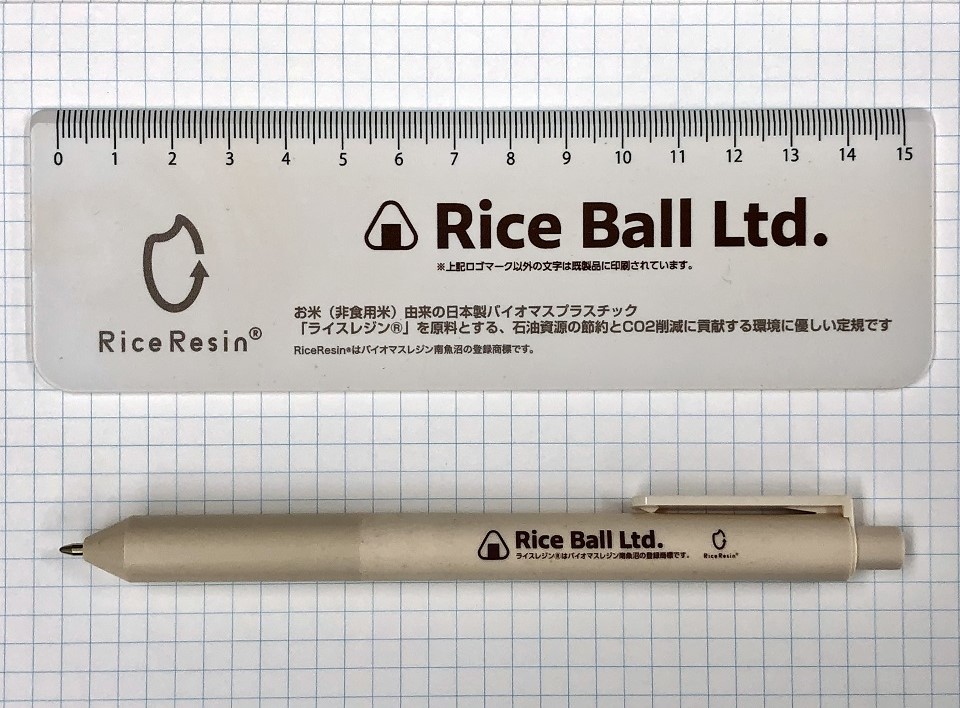 0 1 2 3 4 5 6 7 8 9 10 11 12 13 14 15
Rice Ball Ltd.
※上記ロゴマーク以外の文字は既製品に印刷されています。
RiceResin®
お米（非食用米）由来の日本製バイオマスプラスチック
「ライスレジン®」を原料とする、石油資源の節約とCO2削減に貢献する環境に優しい定規です
RiceResin®はバイオマスレジン南魚沼の登録商標です。
Rice Ball Ltd.
ライスレジン®はバイオマスレジン南魚沼の登録商標です。
RiceResin®